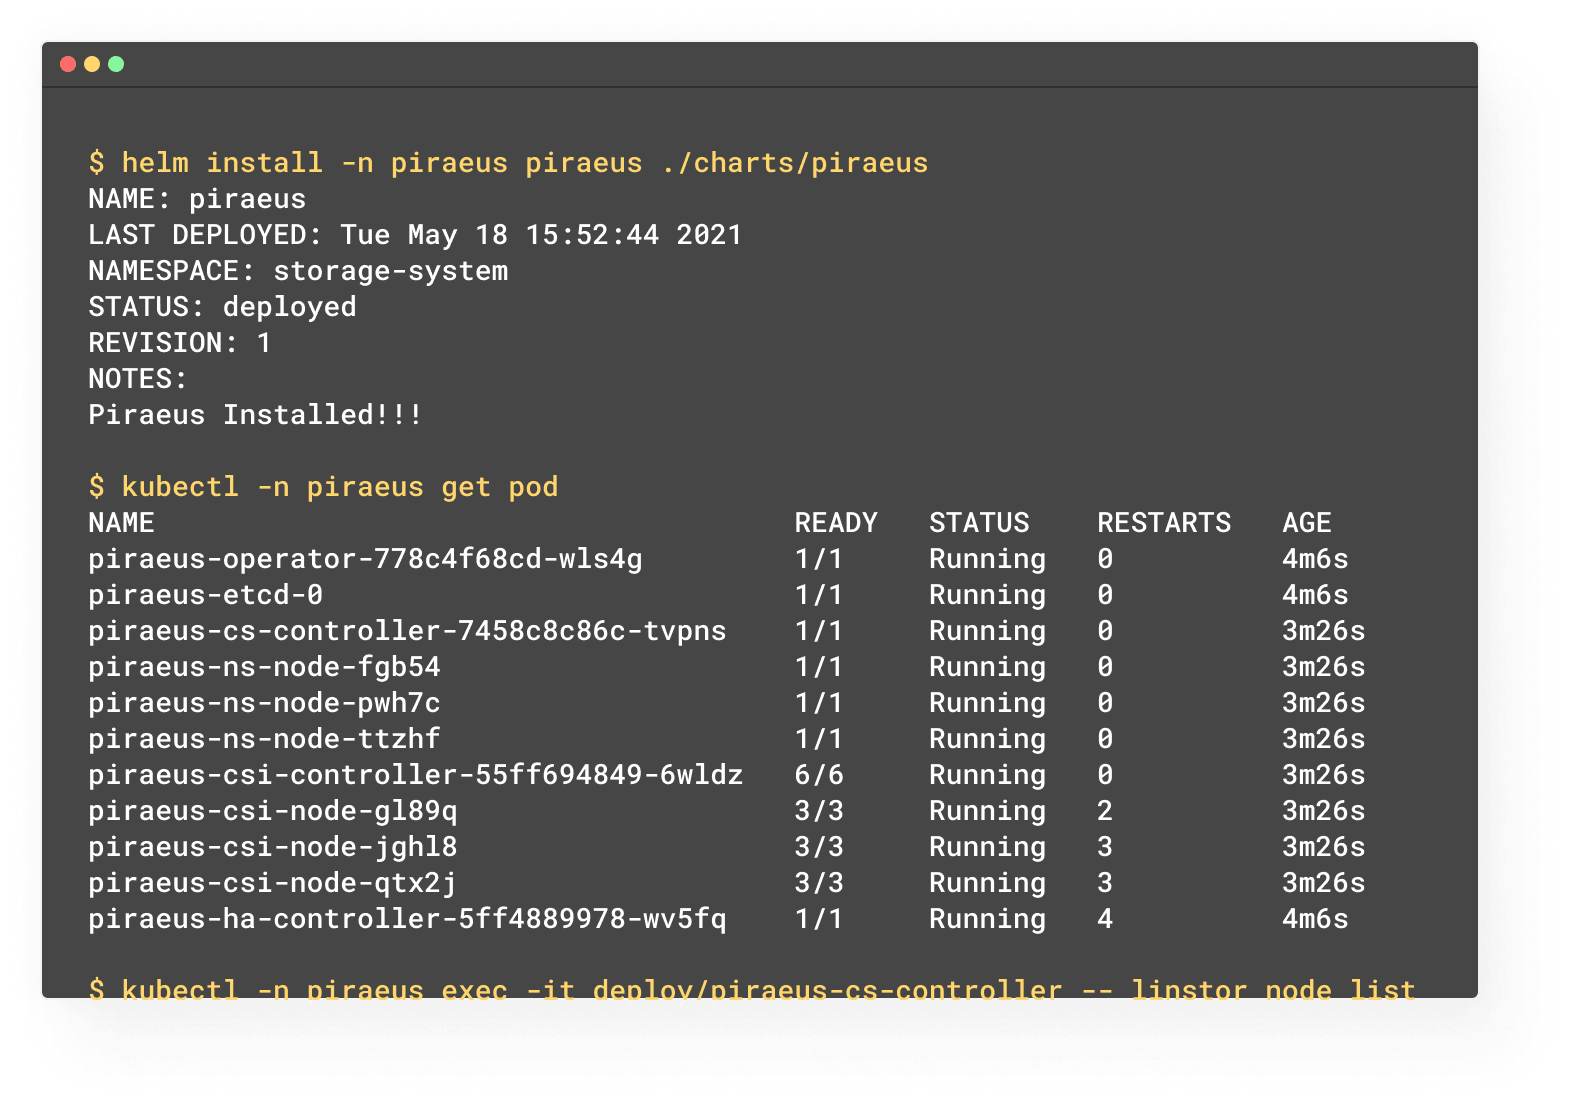 $ helm install -n piraeus piraeus ./charts/piraeus
NAME: piraeus
LAST DEPLOYED: Tue May 18 15:52:44 2021
NAMESPACE: storage-system
STATUS: deployed
REVISION: 1
NOTES:
Piraeus Installed!!!
$ kubectl -n piraeus get pod
NAME                                      READY   STATUS    RESTARTS   AGE
piraeus-operator-778c4f68cd-wls4g         1/1     Running   0          4m6s
piraeus-etcd-0                            1/1     Running   0          4m6s
piraeus-cs-controller-7458c8c86c-tvpns    1/1     Running   0          3m26s
piraeus-ns-node-fgb54                     1/1     Running   0          3m26s
piraeus-ns-node-pwh7c                     1/1     Running   0          3m26s
piraeus-ns-node-ttzhf                     1/1     Running   0          3m26s
piraeus-csi-controller-55ff694849-6wldz   6/6     Running   0          3m26s
piraeus-csi-node-gl89q                    3/3     Running   2          3m26s
piraeus-csi-node-jghl8                    3/3     Running   3          3m26s
piraeus-csi-node-qtx2j                    3/3     Running   3          3m26s
piraeus-ha-controller-5ff4889978-wv5fq    1/1     Running   4          4m6s
$ kubectl -n piraeus exec -it deploy/piraeus-cs-controller -- linstor node list